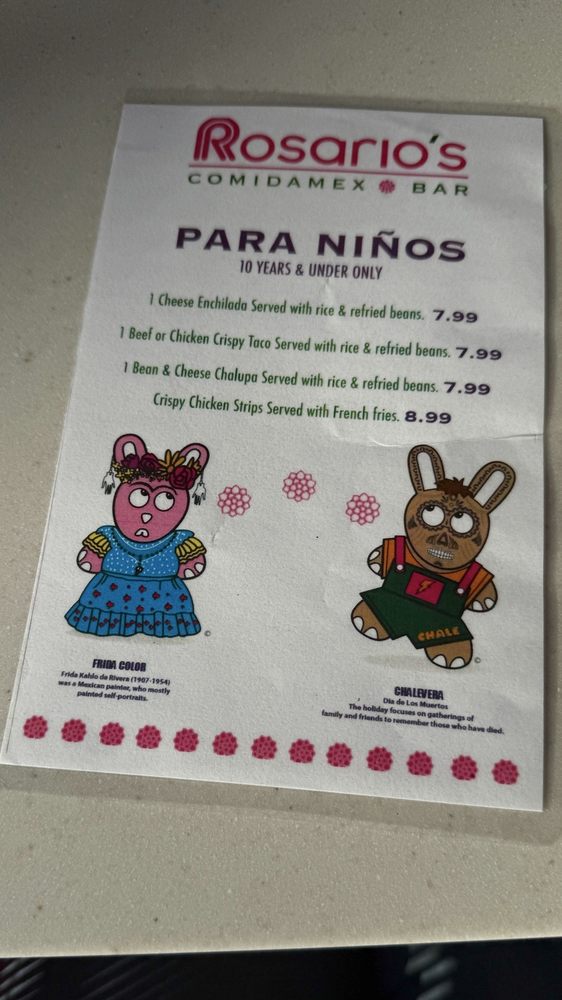 Rosario's
COMIDAMEX BAR
PARA NIÑOS
10 YEARS & UNDER ONLY
1 Cheese Enchilada Served with rice & refried beans. 7.99
1 Beef or Chicken Crispy Taco Served with rice & refried beans. 7.99
1 Bean & Cheese Chalupa Served with rice & refried beans. 7.99
Crispy Chicken Strips Served with French fries. 8.99
CHALE
©
©
FRIDA COLOR
Frida Kahlo de Rivera (1907-1954)
was a Mexican painter, who mostly
painted self-portraits.
CHALEVERA
Dia de Los Muertos
The holiday focuses on gatherings of
family and friends to remember those who have died.